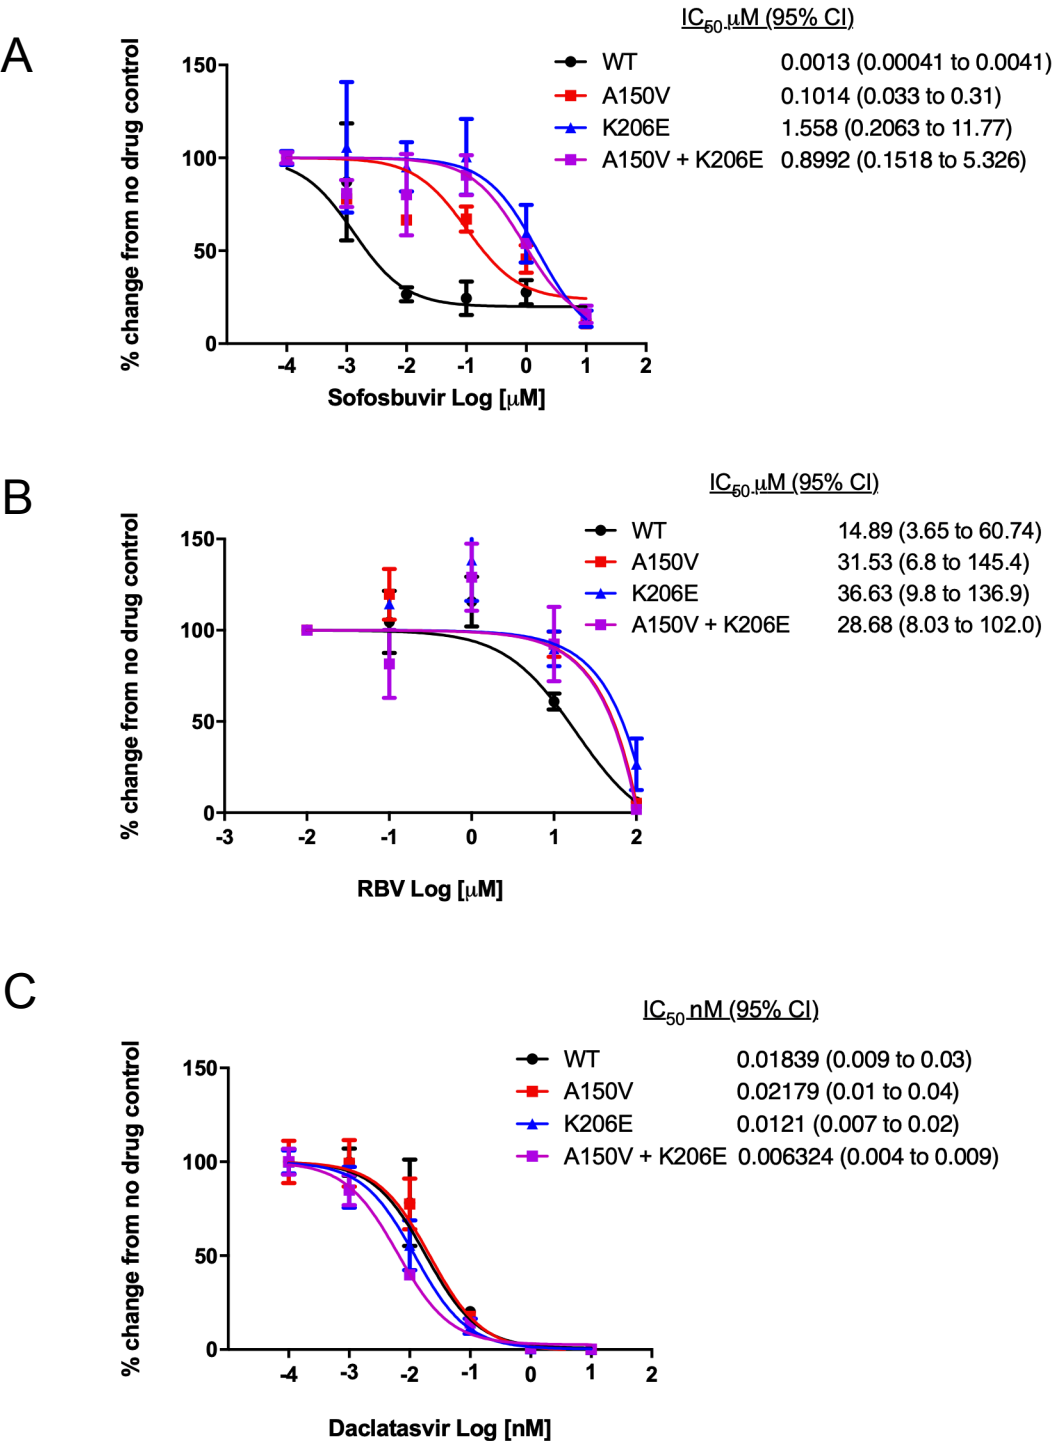 A
IC50 μM (95% CI)
WT 0.0013 (0.00041 to 0.0041)
A150V 0.1014 (0.033 to 0.31)
K206E 1.558 (0.2063 to 11.77)
A150V + K206E 0.8992 (0.1518 to 5.326)
% change from no drug control
150
100
50
0
-4 -3 -2 -1 0 1 2
Sofosbuvir Log [μM]
B
IC50 μM (95% CI)
WT 14.89 (3.65 to 60.74)
A150V 31.53 (6.8 to 145.4)
K206E 36.63 (9.8 to 136.9)
A150V + K206E 28.68 (8.03 to 102.0)
% change from no drug control
150
100
50
0
-3 -2 -1 0 1 2
RBV Log [μM]
C
IC50 nM (95% CI)
WT 0.01839 (0.009 to 0.03)
A150V 0.02179 (0.01 to 0.04)
K206E 0.0121 (0.007 to 0.02)
A150V + K206E 0.006324 (0.004 to 0.009)
% change from no drug control
150
100
50
0
-4 -3 -2 -1 0 1 2
Daclatasvir Log [nM]